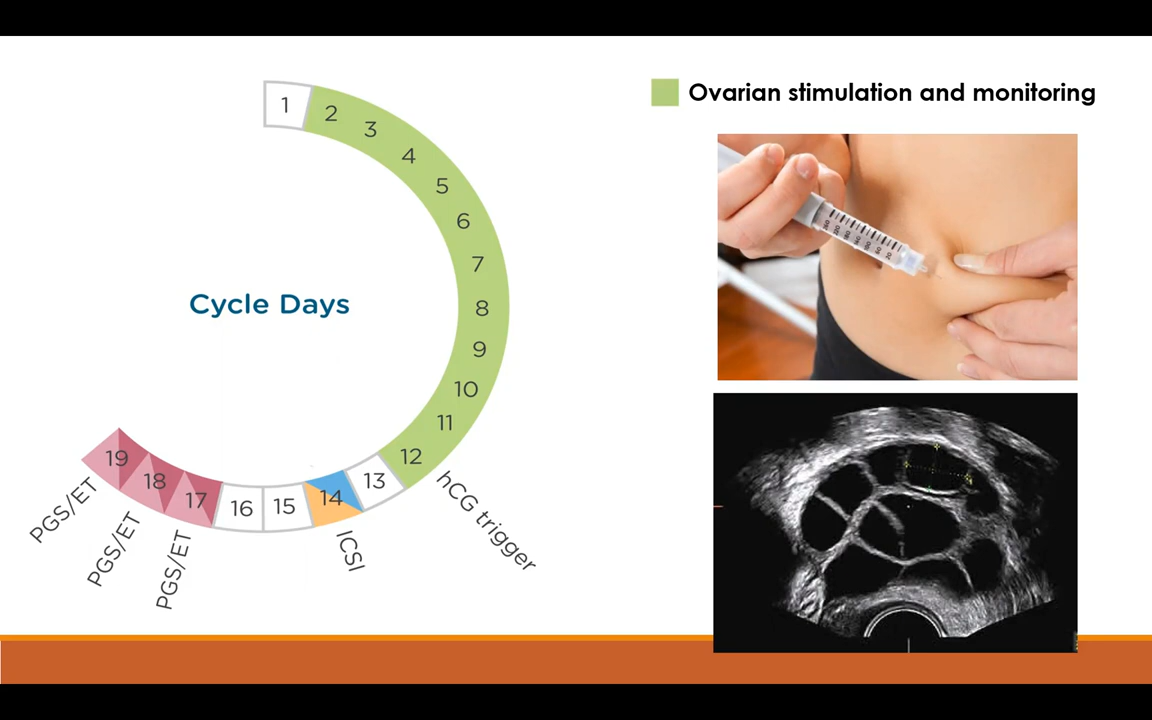 Ovarian stimulation and monitoring
1
2
3
4
5
6
7
8
9
10
11
12
13
14
15
16
17
18
19
Cycle Days
hCG trigger
ICSI
PGS/ET
PGS/ET
PGS/ET